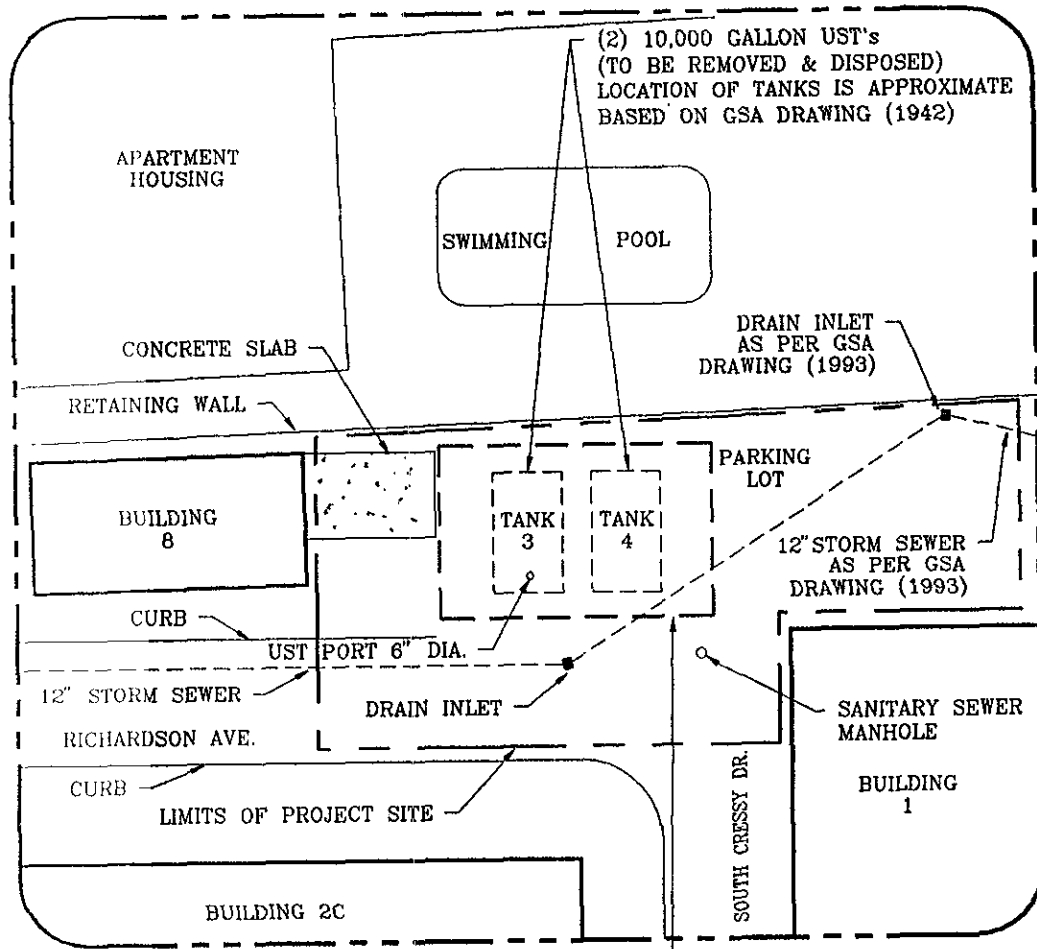 (2) 10,000 GALLON UST's
(TO BE REMOVED & DISPOSED)
LOCATION OF TANKS IS APPROXIMATE
BASED ON GSA DRAWING (1942)
APARTMENT
HOUSING
SWIMMING POOL
DRAIN INLET
AS PER GSA
DRAWING (1993)
CONCRETE SLAB
RETAINING WALL
PARKING
LOT
BUILDING
8
TANK
3
TANK
4
12" STORM SEWER
AS PER GSA
DRAWING (1993)
CURB
UST PORT 6" DIA.
12" STORM SEWER
DRAIN INLET
SANITARY SEWER
MANHOLE
RICHARDSON AVE.
CURB
LIMITS OF PROJECT SITE
SOUTH CRESSY DR.
BUILDING
1
BUILDING 2C